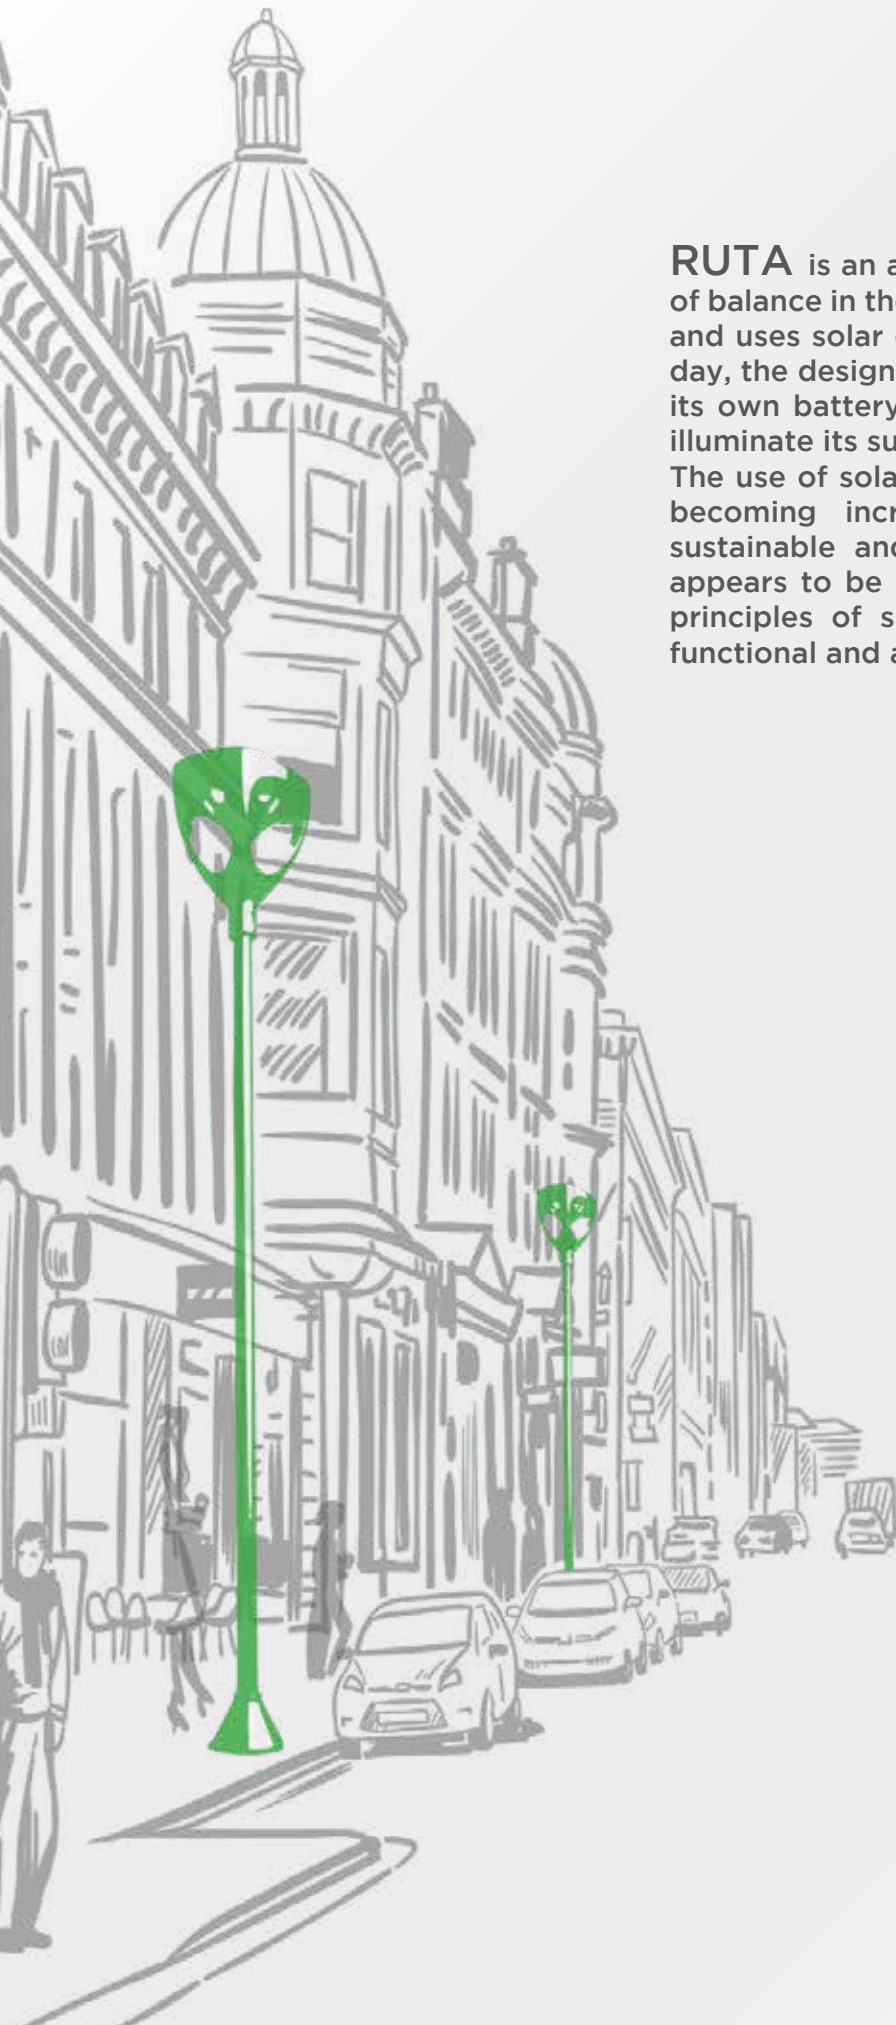 RUTA is an a
of balance in the
and uses solar
day, the design
its own battery
illuminate its su
The use of sola
becoming incr
sustainable and
appears to be
principles of s
functional and a